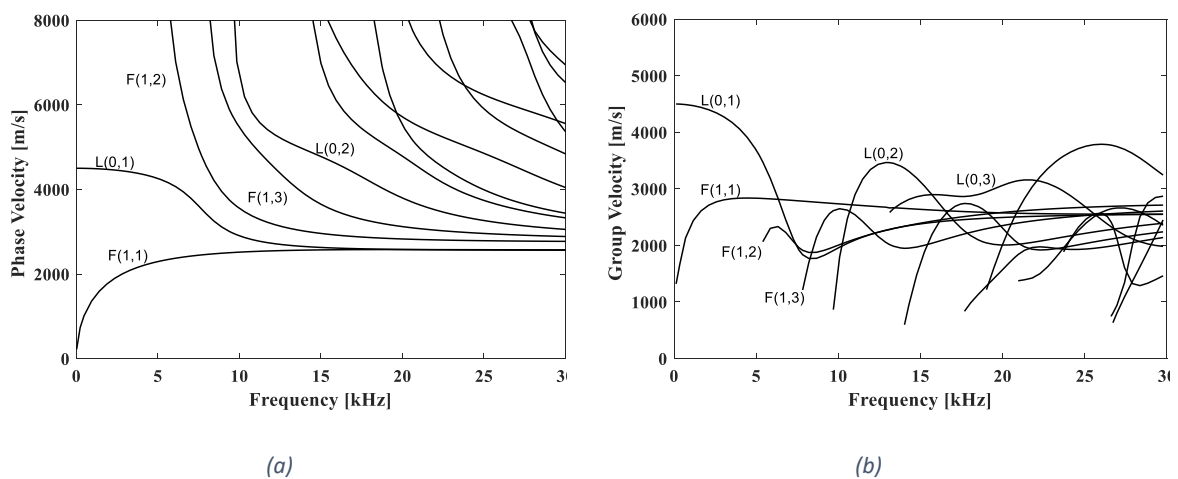 8000
6000
4000
2000
0
Phase Velocity [m/s]
F(1,2)
L(0,1)
L(0,2)
F(1,3)
F(1,1)
0 5 10 15 20 25 30
Frequency [kHz]
(a)
6000
5000
4000
3000
2000
1000
0
Group Velocity [m/s]
L(0,1)
L(0,2)
L(0,3)
F(1,1)
F(1,2)
F(1,3)
0 5 10 15 20 25 30
Frequency [kHz]
(b)